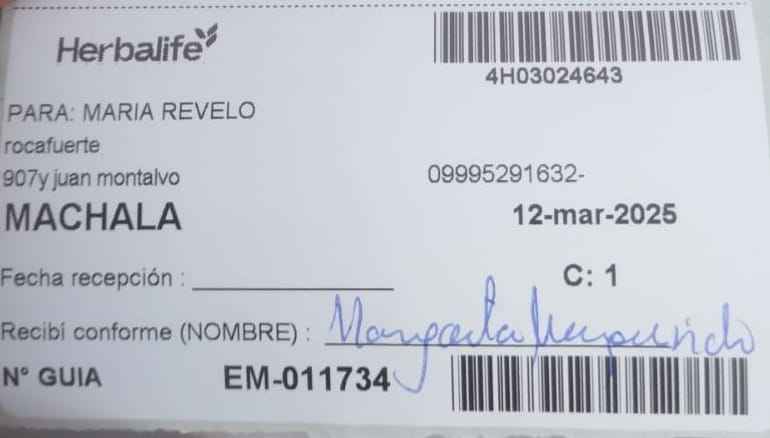 Herbalife
4H03024643
PARA: MARIA REVELO
rocafuerte
907y juan montalvo 09995291632-
MACHALA 12-mar-2025
Fecha recepción : C: 1
Recibí conforme (NOMBRE) : Margarita
N° GUIA EM-011734